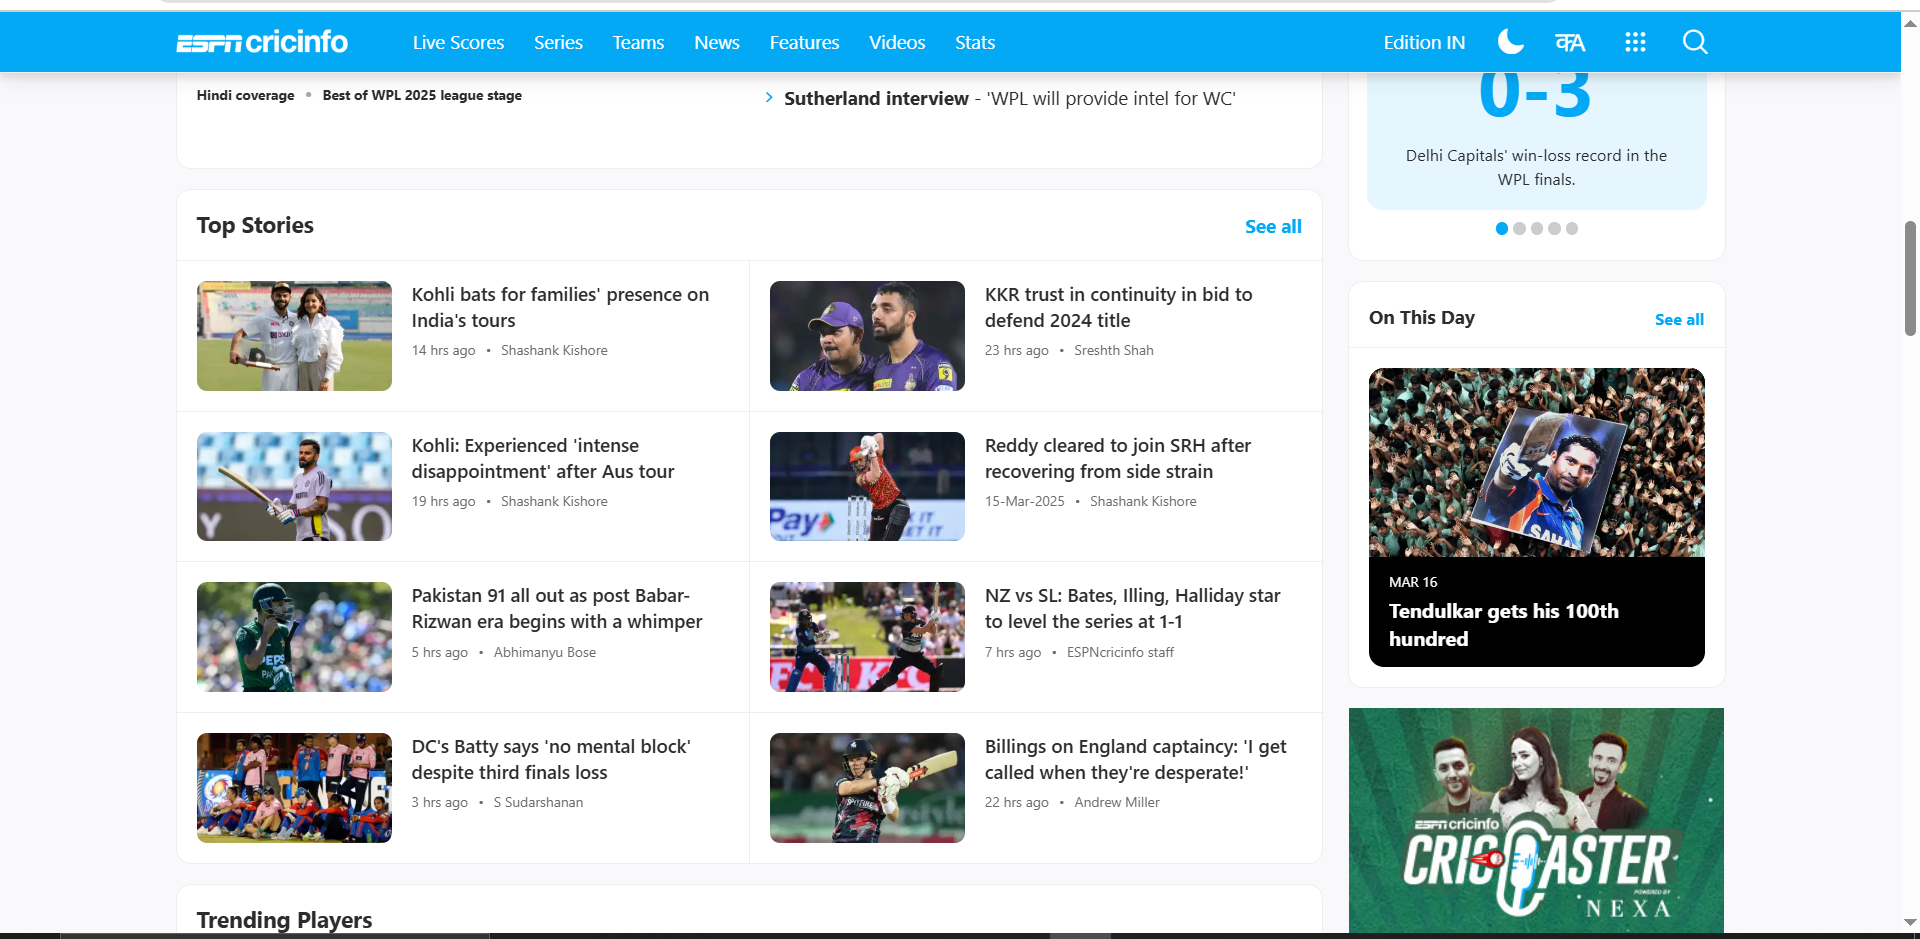 ESPN cricinfo
Live Scores
Series
Teams
News
Features
Videos
Stats
Edition IN
क/A
Hindi coverage • Best of WPL 2025 league stage
Sutherland interview - 'WPL will provide intel for WC'
0-3
Delhi Capitals' win-loss record in the
WPL finals.
Top Stories
See all
Kohli bats for families' presence on
India's tours
14 hrs ago • Shashank Kishore
KKR trust in continuity in bid to
defend 2024 title
23 hrs ago • Sreshth Shah
Kohli: Experienced 'intense
disappointment' after Aus tour
19 hrs ago • Shashank Kishore
Pay
Reddy cleared to join SRH after
recovering from side strain
15-Mar-2025 • Shashank Kishore
Pakistan 91 all out as post Babar-
Rizwan era begins with a whimper
5 hrs ago • Abhimanyu Bose
NZ vs SL: Bates, Illing, Halliday star
to level the series at 1-1
7 hrs ago • ESPNcricinfo staff
DC's Batty says 'no mental block'
despite third finals loss
3 hrs ago • S Sudarshanan
Billings on England captaincy: 'I get
called when they're desperate!'
22 hrs ago • Andrew Miller
Trending Players
On This Day
See all
SAHA
MAR 16
Tendulkar gets his 100th
hundred
ESPN cricinfo
CRICCASTER
POWERED BY
NEXA